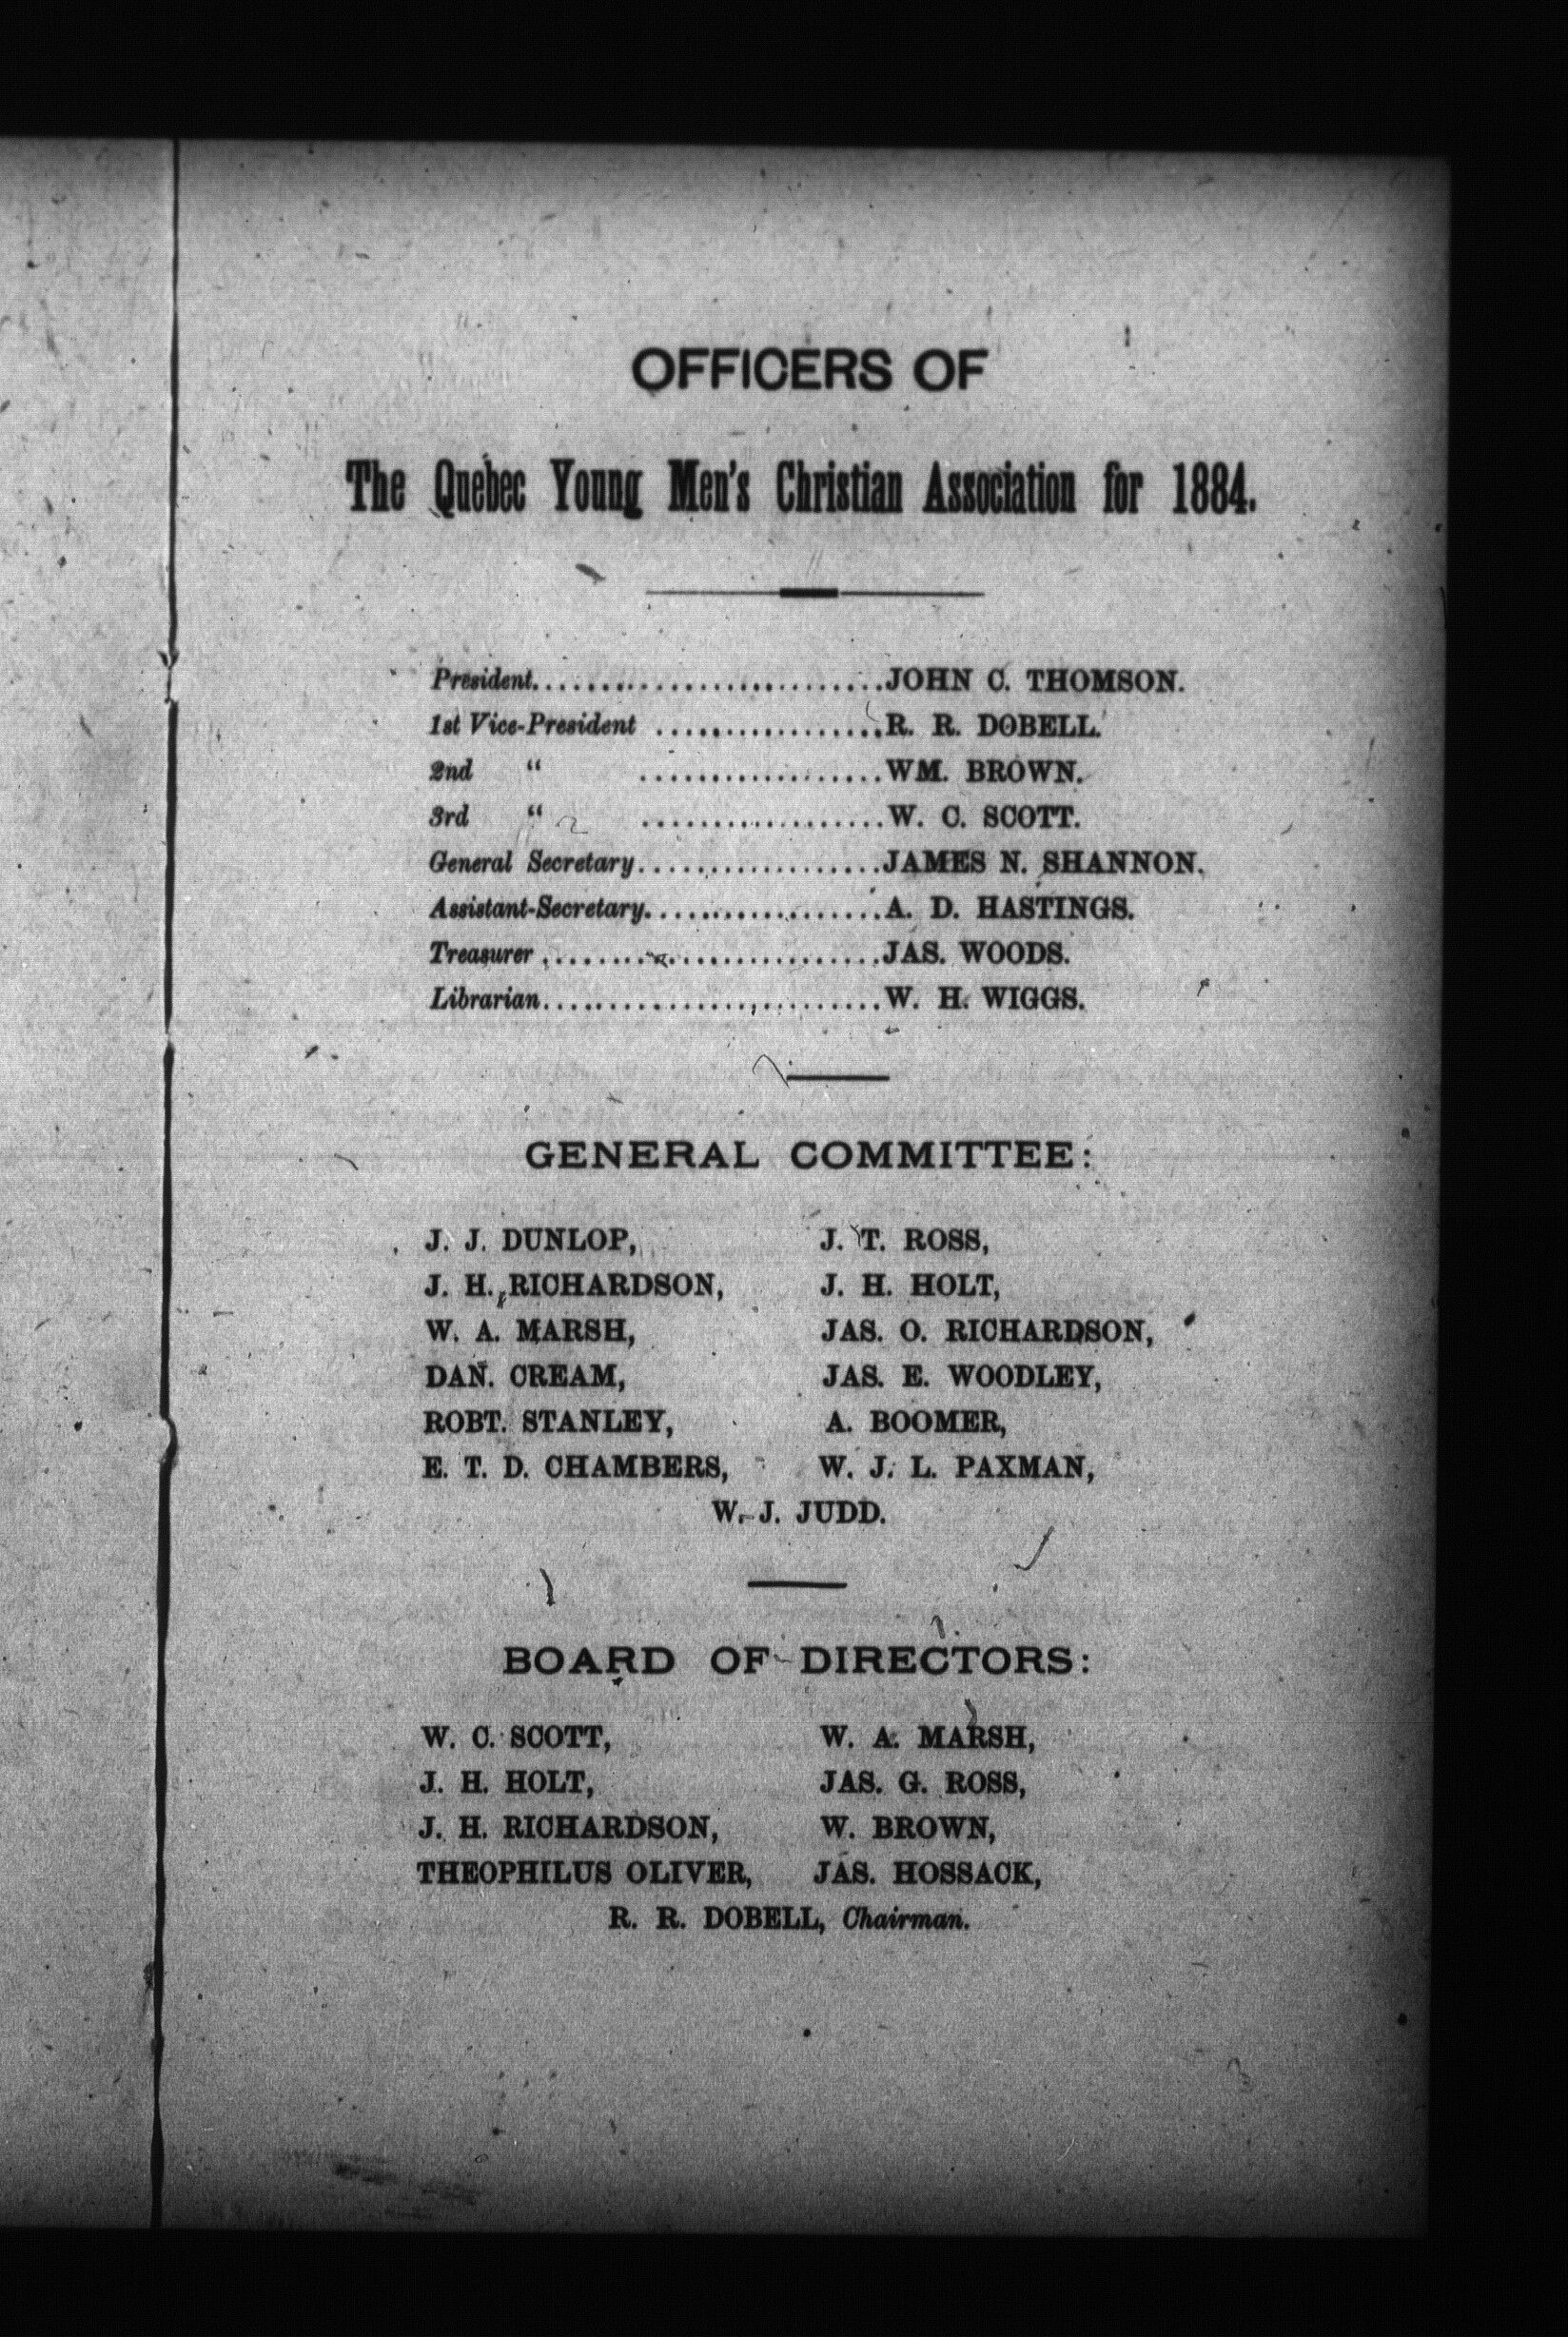 OFFICERS OF
The Quebec Young Men's Christian Association for 1884.
President..........................JOHN C. THOMSON.
1st Vice-President .................R. R. DOBELL.
2nd " ..................WM. BROWN.
3rd " ..................W. C. SCOTT.
General Secretary..................JAMES N. SHANNON.
Assistant-Secretary..................A. D. HASTINGS.
Treasurer .........................JAS. WOODS.
Librarian.........................W. H. WIGGS.
GENERAL COMMITTEE:
J. J. DUNLOP, J. T. ROSS,
J. H. RICHARDSON, J. H. HOLT,
W. A. MARSH, JAS. O. RICHARDSON,
DAN. CREAM, JAS. E. WOODLEY,
ROBT. STANLEY, A. BOOMER,
E. T. D. CHAMBERS, W. J. L. PAXMAN,
W. J. JUDD.
BOARD OF DIRECTORS:
W. C. SCOTT, W. A. MARSH,
J. H. HOLT, JAS. G. ROSS,
J. H. RICHARDSON, W. BROWN,
THEOPHILUS OLIVER, JAS. HOSSACK,
R. R. DOBELL, Chairman.